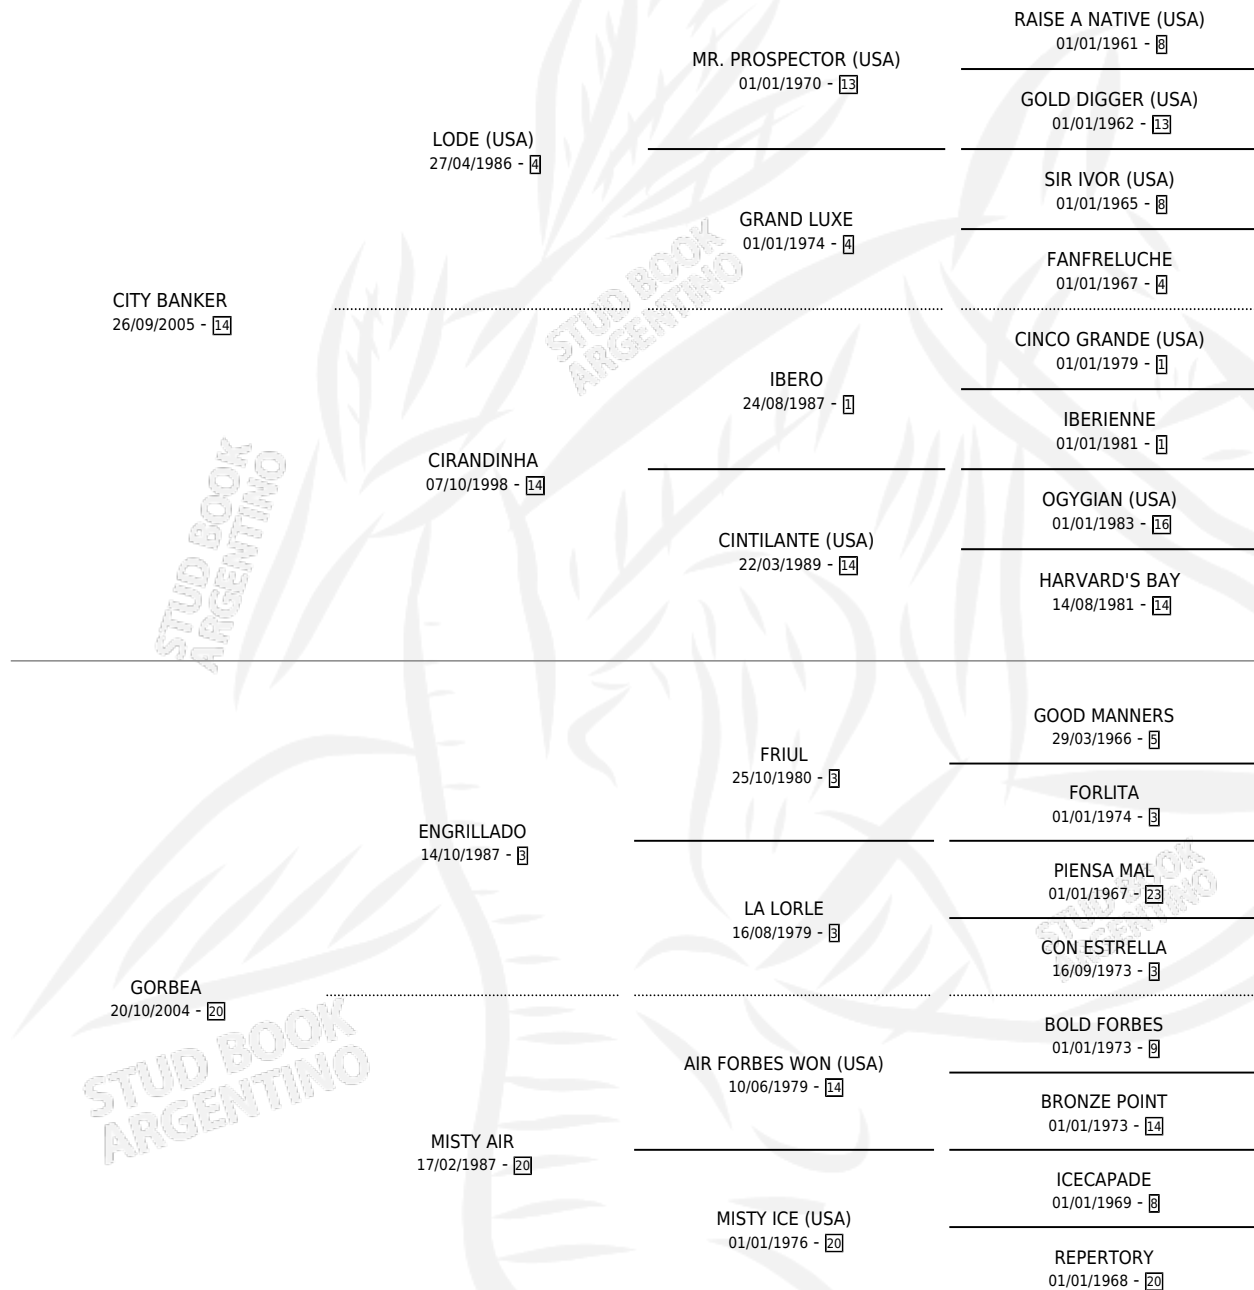 RAISE A NATIVE (USA)
01/01/1961 - 8
MR. PROSPECTOR (USA)
01/01/1970 - 13
GOLD DIGGER (USA)
01/01/1962 - 13
LODE (USA)
27/04/1986 - 4
SIR IVOR (USA)
01/01/1965 - 8
GRAND LUXE
01/01/1974 - 4
FANFRELUCHE
01/01/1967 - 4
CITY BANKER
26/09/2005 - 14
CINCO GRANDE (USA)
01/01/1979 - 1
IBERO
24/08/1987 - 1
IBERIENNE
01/01/1981 - 1
CIRANDINHA
07/10/1998 - 14
OGYGIAN (USA)
01/01/1983 - 16
CINTILANTE (USA)
22/03/1989 - 14
HARVARD'S BAY
14/08/1981 - 14
GOOD MANNERS
29/03/1966 - 5
FRIUL
25/10/1980 - 3
FORLITA
01/01/1974 - 3
ENGRILLADO
14/10/1987 - 3
PIENSA MAL
01/01/1967 - 23
LA LORLE
16/08/1979 - 3
CON ESTRELLA
16/09/1973 - 3
GORBEA
20/10/2004 - 20
BOLD FORBES
01/01/1973 - 9
AIR FORBES WON (USA)
10/06/1979 - 14
BRONZE POINT
01/01/1973 - 14
MISTY AIR
17/02/1987 - 20
ICECAPADE
01/01/1969 - 8
MISTY ICE (USA)
01/01/1976 - 20
REPERTORY
01/01/1968 - 20
STUD BOOK
ARGENTINO
STUD BOOK
ARGENTINO
STUD BOOK
ARGENTINO
STUD BOOK
ARGENTINO